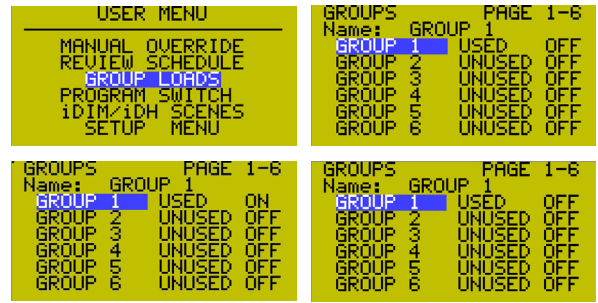 USER MENU
MANUAL OVERRIDE
REVIEW SCHEDULE
GROUP LOADS
PROGRAM SWITCH
iDIM/iDH SCENES
SETUP MENU
GROUPS PAGE 1-6
Name: GROUP 1
GROUP 1 USED OFF
GROUP 2 UNUSED OFF
GROUP 3 UNUSED OFF
GROUP 4 UNUSED OFF
GROUP 5 UNUSED OFF
GROUP 6 UNUSED OFF
GROUPS PAGE 1-6
Name: GROUP 1
GROUP 1 USED ON
GROUP 2 UNUSED OFF
GROUP 3 UNUSED OFF
GROUP 4 UNUSED OFF
GROUP 5 UNUSED OFF
GROUP 6 UNUSED OFF
GROUPS PAGE 1-6
Name: GROUP 1
GROUP 1 USED OFF
GROUP 2 UNUSED OFF
GROUP 3 UNUSED OFF
GROUP 4 UNUSED OFF
GROUP 5 UNUSED OFF
GROUP 6 UNUSED OFF